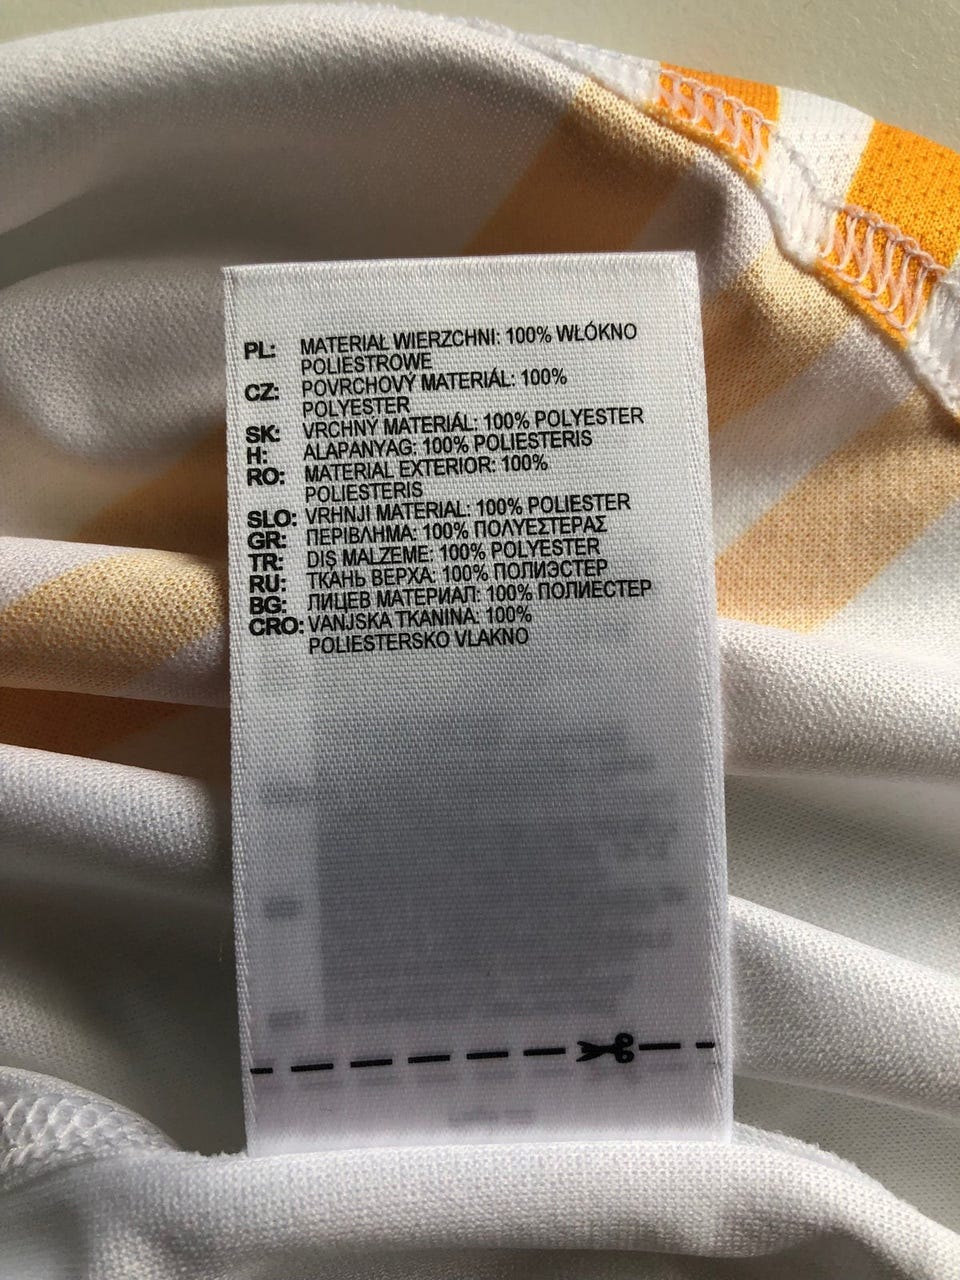 PL: MATERIAŁ WIERZCHNI: 100% WŁÓKNO
POLIESTROWE
CZ: POVRCHOVÝ MATERIÁL: 100%
POLYESTER
SK: VRCHNÝ MATERIÁL: 100% POLYESTER
H: ALAPANYAG: 100% POLIESTERIS
RO: MATERIAL EXTERIOR: 100%
POLIESTERIS
SLO: VRHNJI MATERIAL: 100% POLIESTER
GR: ΠΕΡΙΒΛΗΜΑ: 100% ΠΟΛΥΕΣΤΕΡΑΣ
TR: DIŞ MALZEME: 100% POLYESTER
RU: ТКАНЬ ВЕРХА: 100% ПОЛИЭСТЕР
BG: ЛИЦЕВ МАТЕРИАЛ: 100% ПОЛИЕСТЕР
CRO: VANJSKA TKANINA: 100%
POLIESTERSKO VLAKNO